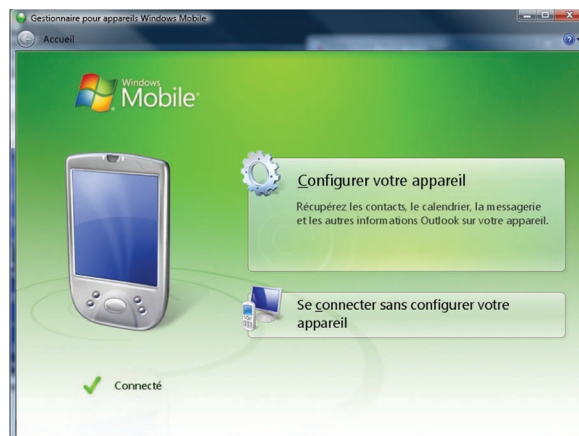 Gestionnaire pour appareils Windows Mobile
Accueil
Windows
Mobile®
Configurer votre appareil
Récupérez les contacts, le calendrier, la messagerie
et les autres informations Outlook sur votre appareil.
Se connecter sans configurer votre
appareil
Connecté